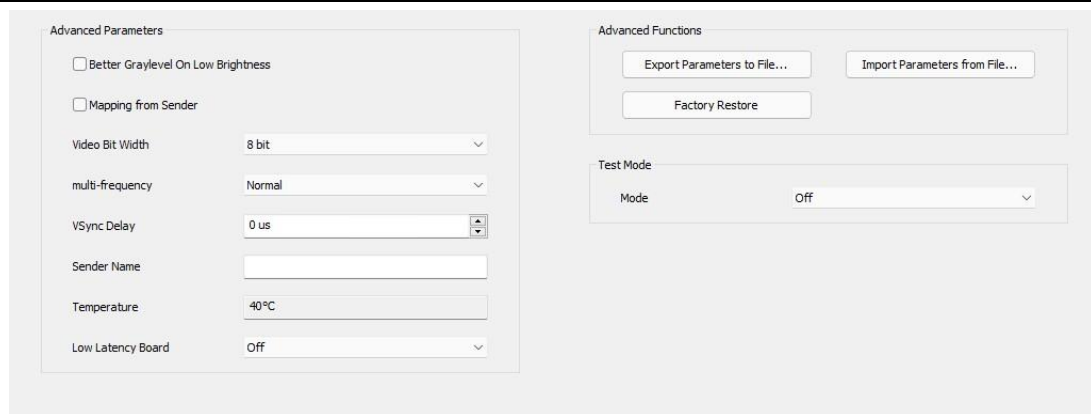 Advanced Parameters
Better Graylevel On Low Brightness
Mapping from Sender
Video Bit Width 8 bit
multi-frequency Normal
VSync Delay 0 us
Sender Name
Temperature 40°C
Low Latency Board Off
Advanced Functions
Export Parameters to File... Import Parameters from File...
Factory Restore
Test Mode
Mode Off